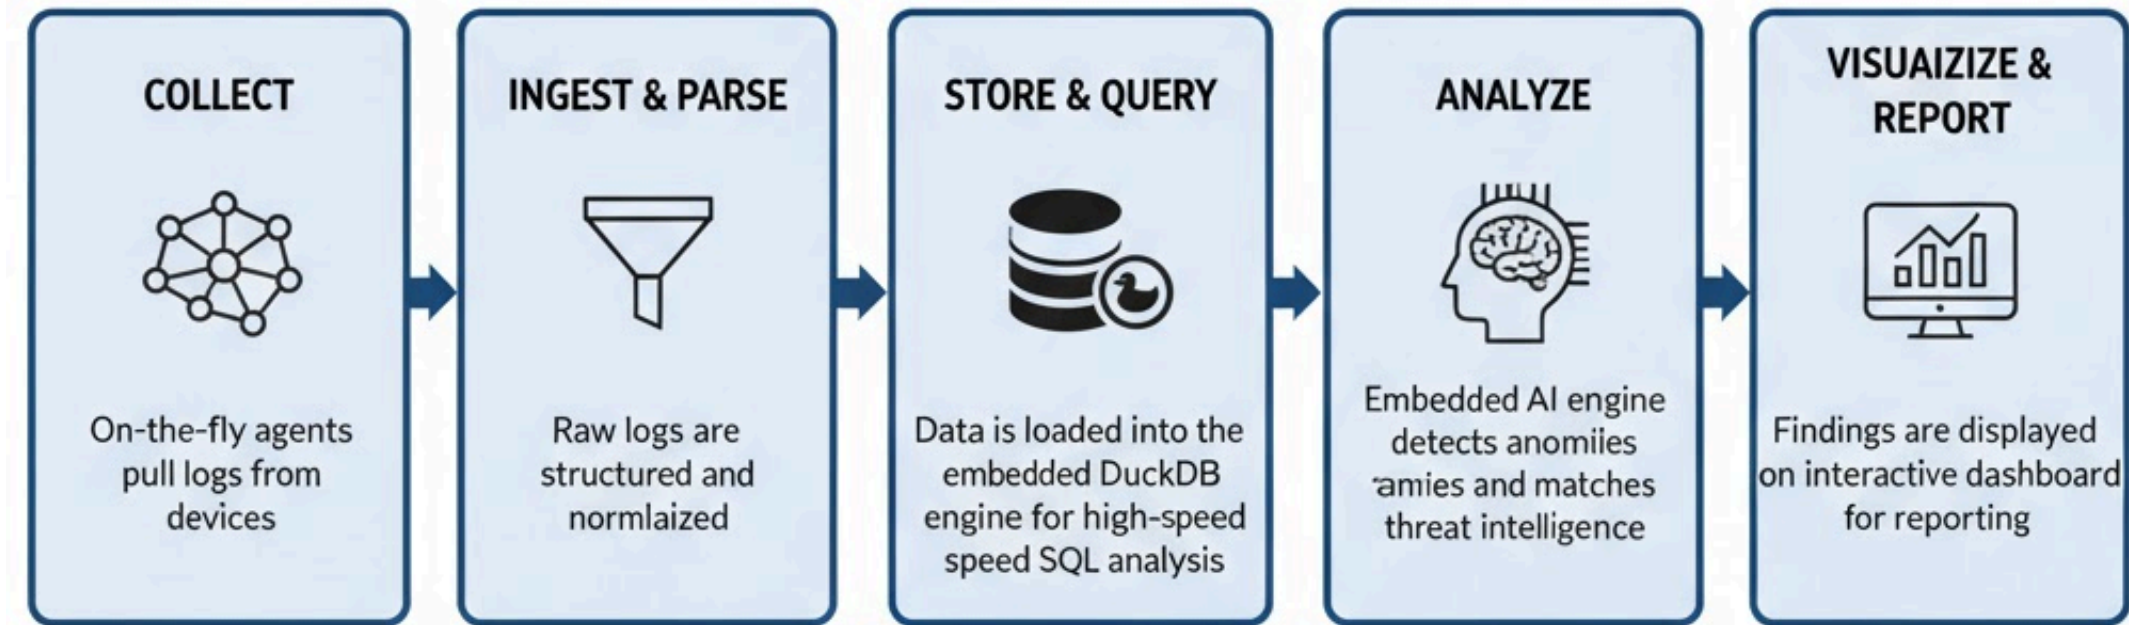 COLLECT
On-the-fly agents
pull logs from
devices
INGEST & PARSE
Raw logs are
structured and
normlaized
STORE & QUERY
Data is loaded into the
embedded DuckDB
engine for high-speed
speed SQL analysis
ANALYZE
Embedded AI engine
detects anomiies
amies and matches
threat intelligence
VISUAIZIZE &
REPORT
Findings are displayed
on interactive dashboard
for reporting